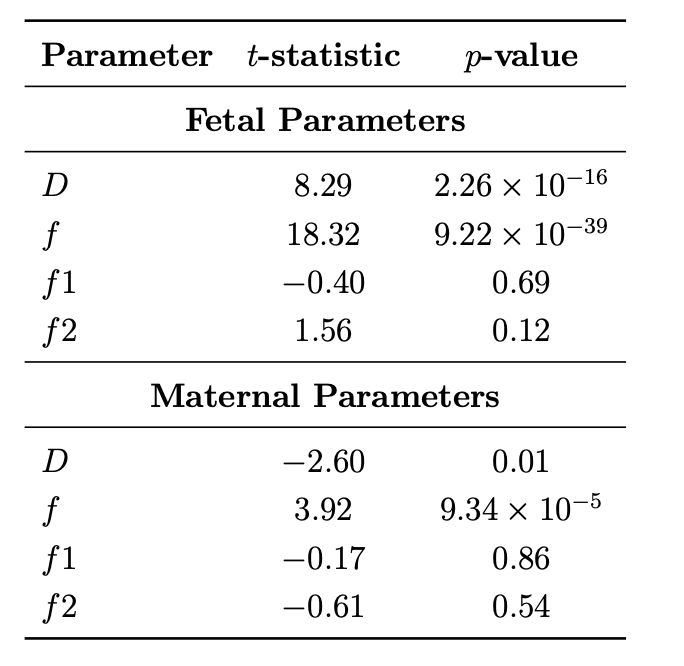 Parameter t-statistic p-value
Fetal Parameters
D 8.29 2.26 × 10⁻¹⁶
f 18.32 9.22 × 10⁻³⁹
f1 −0.40 0.69
f2 1.56 0.12
Maternal Parameters
D −2.60 0.01
f 3.92 9.34 × 10⁻⁵
f1 −0.17 0.86
f2 −0.61 0.54